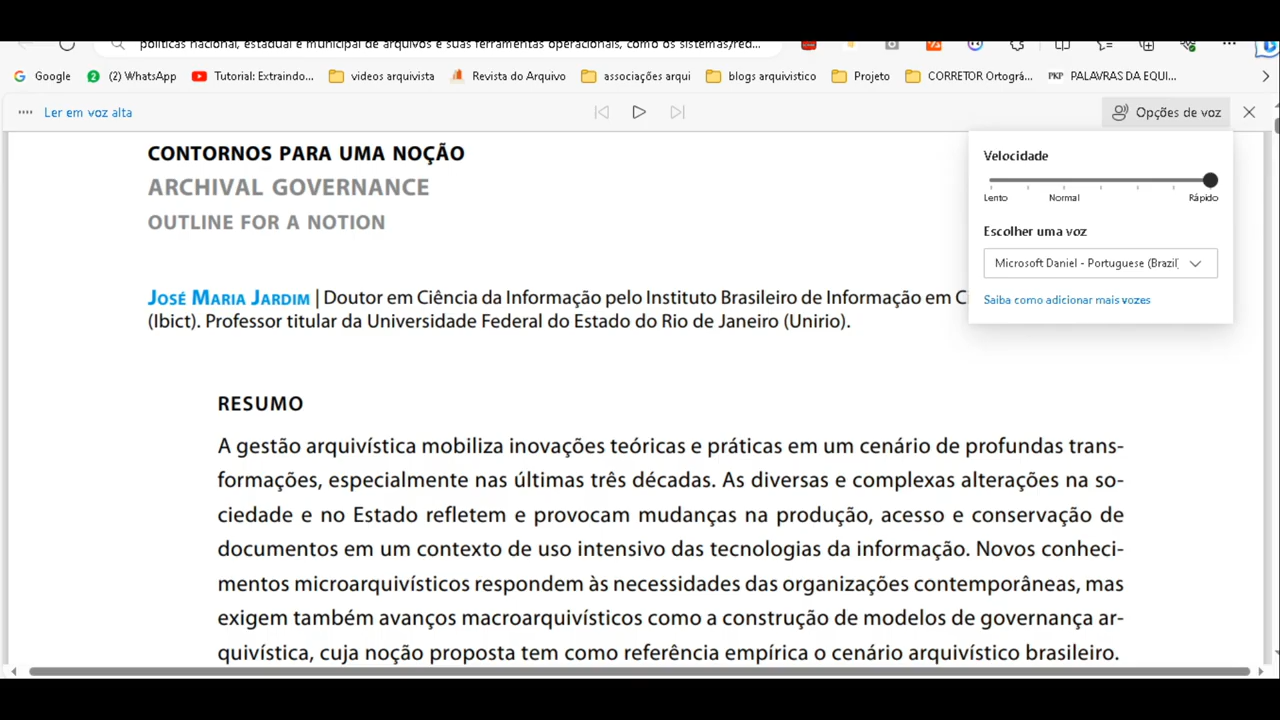 políticas nacional, estadual e municipal de arquivos e suas ferramentas operacionais, como os sistemas/red...
Google (2) WhatsApp Tutorial: Extraindo... videos arquivista Revista do Arquivo associações arqui blogs arquivistico Projeto CORRETOR Ortográ... PKP PALAVRAS DA EQUI...
Ler em voz alta Opções de voz
CONTORNOS PARA UMA NOÇÃO
ARCHIVAL GOVERNANCE
OUTLINE FOR A NOTION
Velocidade
Lento Normal Rápido
Escolher uma voz
Microsoft Daniel - Portuguese (Brazil
Saiba como adicionar mais vozes
JOSÉ MARIA JARDIM | Doutor em Ciência da Informação pelo Instituto Brasileiro de Informação em
(Ibict). Professor titular da Universidade Federal do Estado do Rio de Janeiro (Unirio).
RESUMO
A gestão arquivística mobiliza inovações teóricas e práticas em um cenário de profundas trans-
formações, especialmente nas últimas três décadas. As diversas e complexas alterações na so-
ciedade e no Estado refletem e provocam mudanças na produção, acesso e conservação de
documentos em um contexto de uso intensivo das tecnologias da informação. Novos conheci-
mentos microarquivísticos respondem às necessidades das organizações contemporâneas, mas
exigem também avanços macroarquivísticos como a construção de modelos de governança ar-
quivística, cuja noção proposta tem como referência empírica o cenário arquivístico brasileiro.